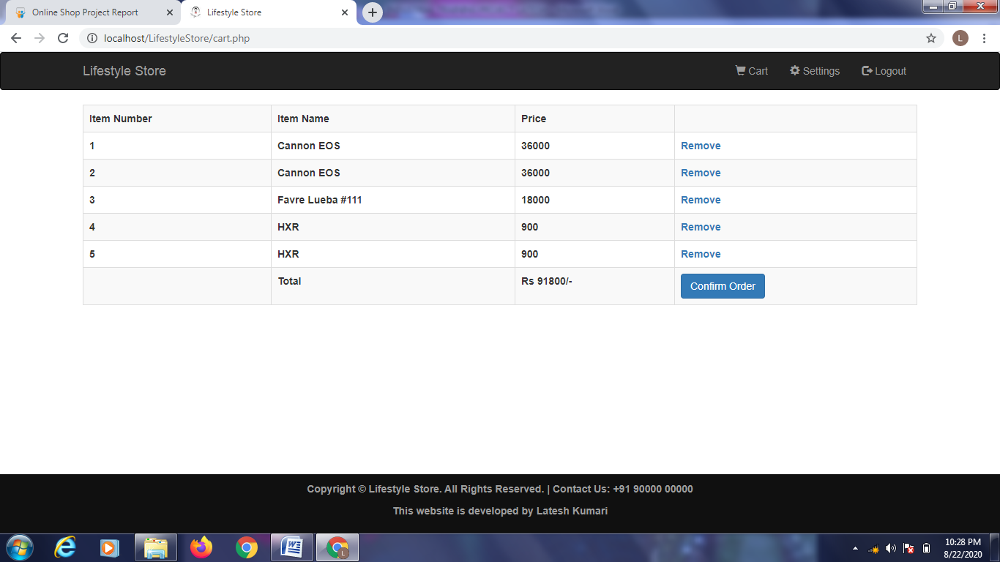 Online Shop Project Report
Lifestyle Store
localhost/LifestyleStore/cart.php
L
Lifestyle Store
Cart Settings Logout
Item Number Item Name Price
1 Cannon EOS 36000 Remove
2 Cannon EOS 36000 Remove
3 Favre Lueba #111 18000 Remove
4 HXR 900 Remove
5 HXR 900 Remove
Total Rs 91800/- Confirm Order
Copyright © Lifestyle Store. All Rights Reserved. | Contact Us: +91 90000 00000
This website is developed by Latesh Kumari
10:28 PM
8/22/2020